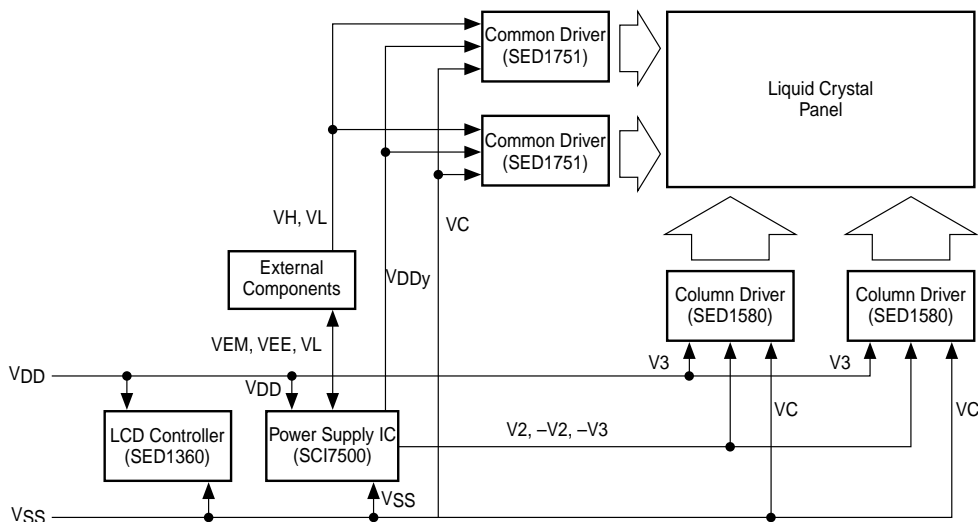 Common Driver
(SED1751)
Liquid Crystal
Panel
Common Driver
(SED1751)
VH, VL
VC
External
Components
VDDy
Column Driver
(SED1580)
Column Driver
(SED1580)
VEM, VEE, VL
V3
V3
VDD
VDD
VC
VC
LCD Controller
(SED1360)
Power Supply IC
(SCI7500)
V2, –V2, –V3
VSS
VSS